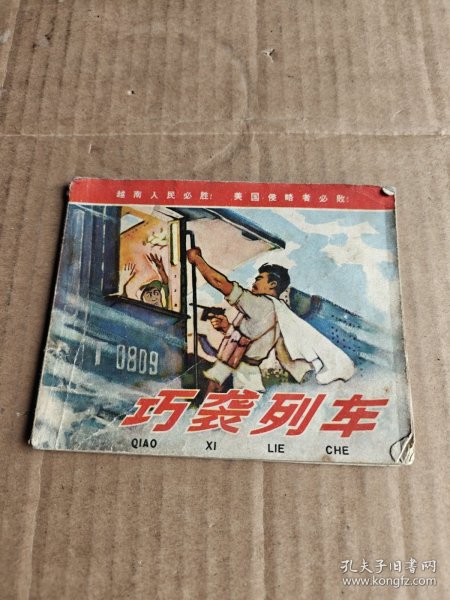 越南人民必胜! 美国侵略者必败!
0809
巧袭列车
QIAO XI LIE CHE
孔夫子旧书网
www.kongfz.com